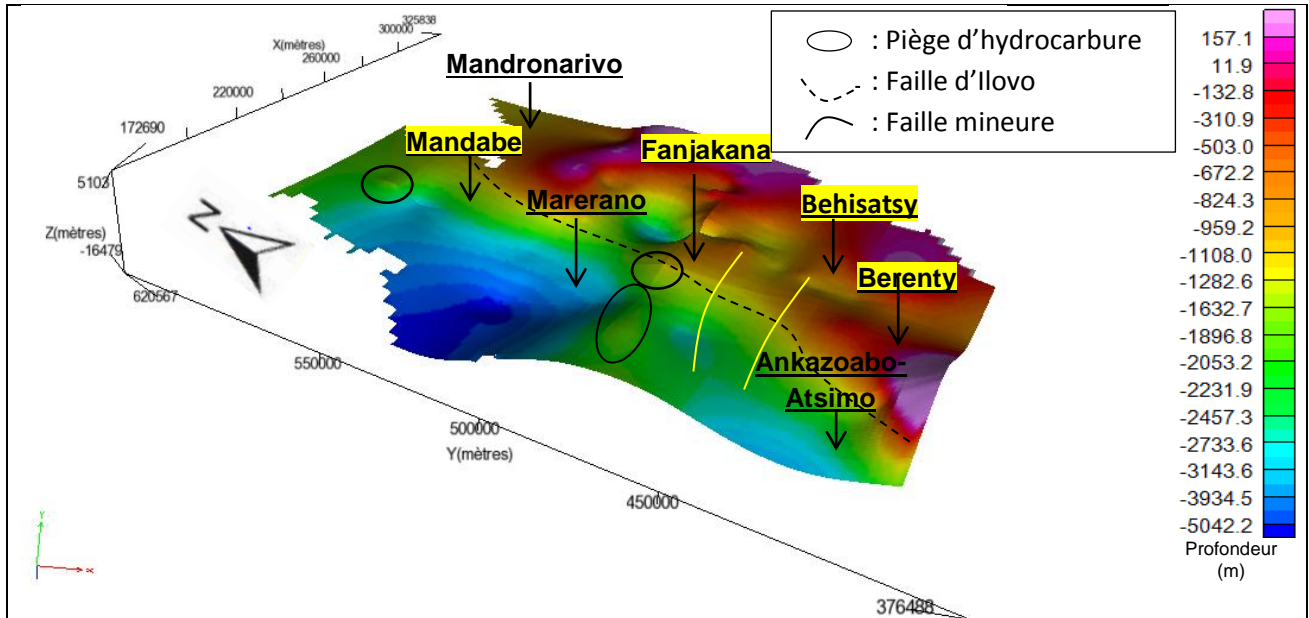 325838
300000
X(mètres)
260000
220000
172690
5103
Z(mètres)
-16479
620567
550000
500000
Y(mètres)
450000
376488
N
Mandronarivo
Mandabe
Fanjakana
Marerano
Behisatsy
Berenty
Ankazoabo-
Atsimo
: Piège d'hydrocarbure
: Faille d'Ilovo
: Faille mineure
157.1
11.9
-132.8
-310.9
-503.0
-672.2
-824.3
-959.2
-1108.0
-1282.6
-1632.7
-1896.8
-2053.2
-2231.9
-2457.3
-2733.6
-3143.6
-3934.5
-5042.2
Profondeur
(m)
Y
X